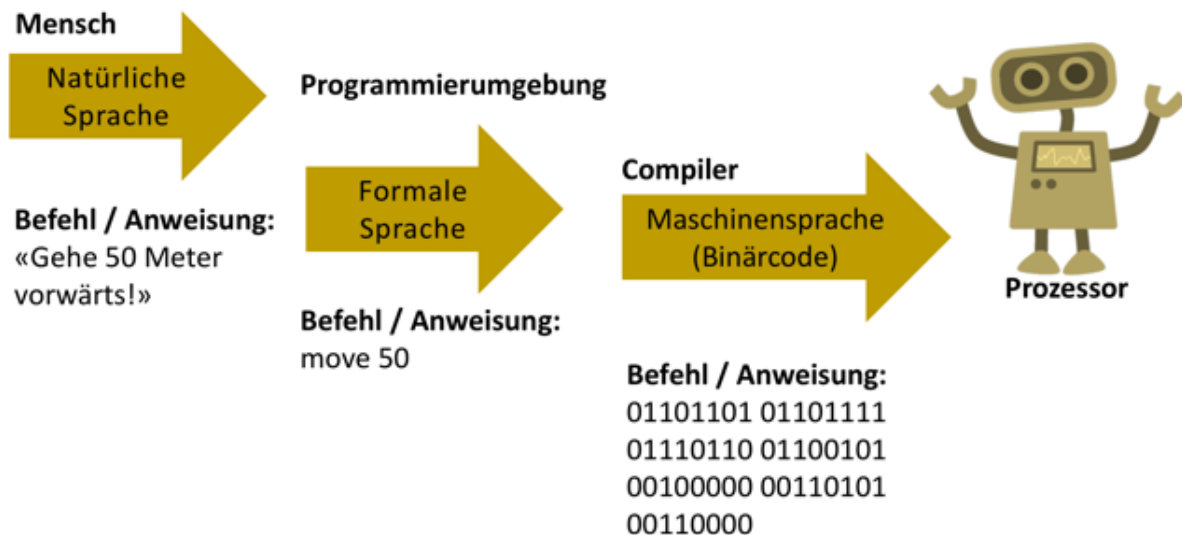 Mensch
Natürliche
Sprache
Befehl / Anweisung:
«Gehe 50 Meter
vorwärts!»
Programmierumgebung
Formale
Sprache
Befehl / Anweisung:
move 50
Compiler
Maschinensprache
(Binärcode)
Befehl / Anweisung:
01101101 01101111
01110110 01100101
00100000 00110101
00110000
Prozessor